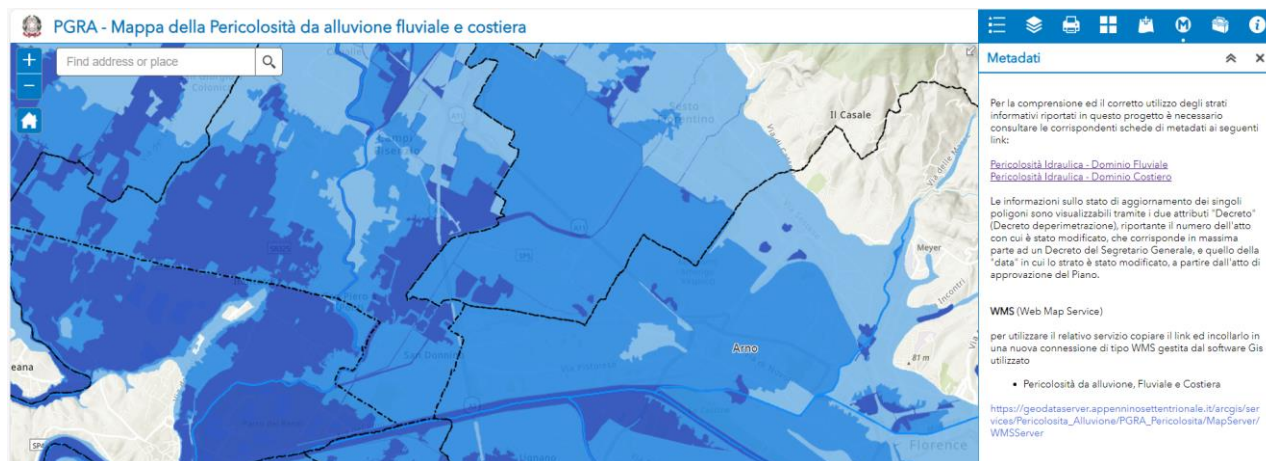 PGRA - Mappa della Pericolosità da alluvione fluviale e costiera
Find address or place
Sesto
Il Casale
Meyer
Incontri
Arno
81 m
San Donnino
Via Pistoiese
Florence
Metadati
Per la comprensione ed il corretto utilizzo degli strati
informativi riportati in questo progetto è necessario
consultare le corrispondenti schede di metadati ai seguenti
link:
Pericolosità Idraulica - Dominio Fluviale
Pericolosità Idraulica - Dominio Costiero
Le informazioni sullo stato di aggiornamento dei singoli
poligoni sono visualizzabili tramite i due attributi "Decreto"
(Decreto deperimetrazione), riportante il numero dell'atto
con cui è stato modificato, che corrisponde in massima
parte ad un Decreto del Segretario Generale, e quello della
"data" in cui lo strato è stato modificato, a partire dall'atto di
approvazione del Piano.
WMS (Web Map Service)
per utilizzare il relativo servizio copiare il link ed incollarlo in
una nuova connessione di tipo WMS gestita dal software Gis
utilizzato
• Pericolosità da alluvione, Fluviale e Costiera
https://geodataserver.appenninosettentrionale.it/arcgis/ser
vices/Pericolosita_Alluvione/PGRA_Pericolosita/MapServer/
WMSServer